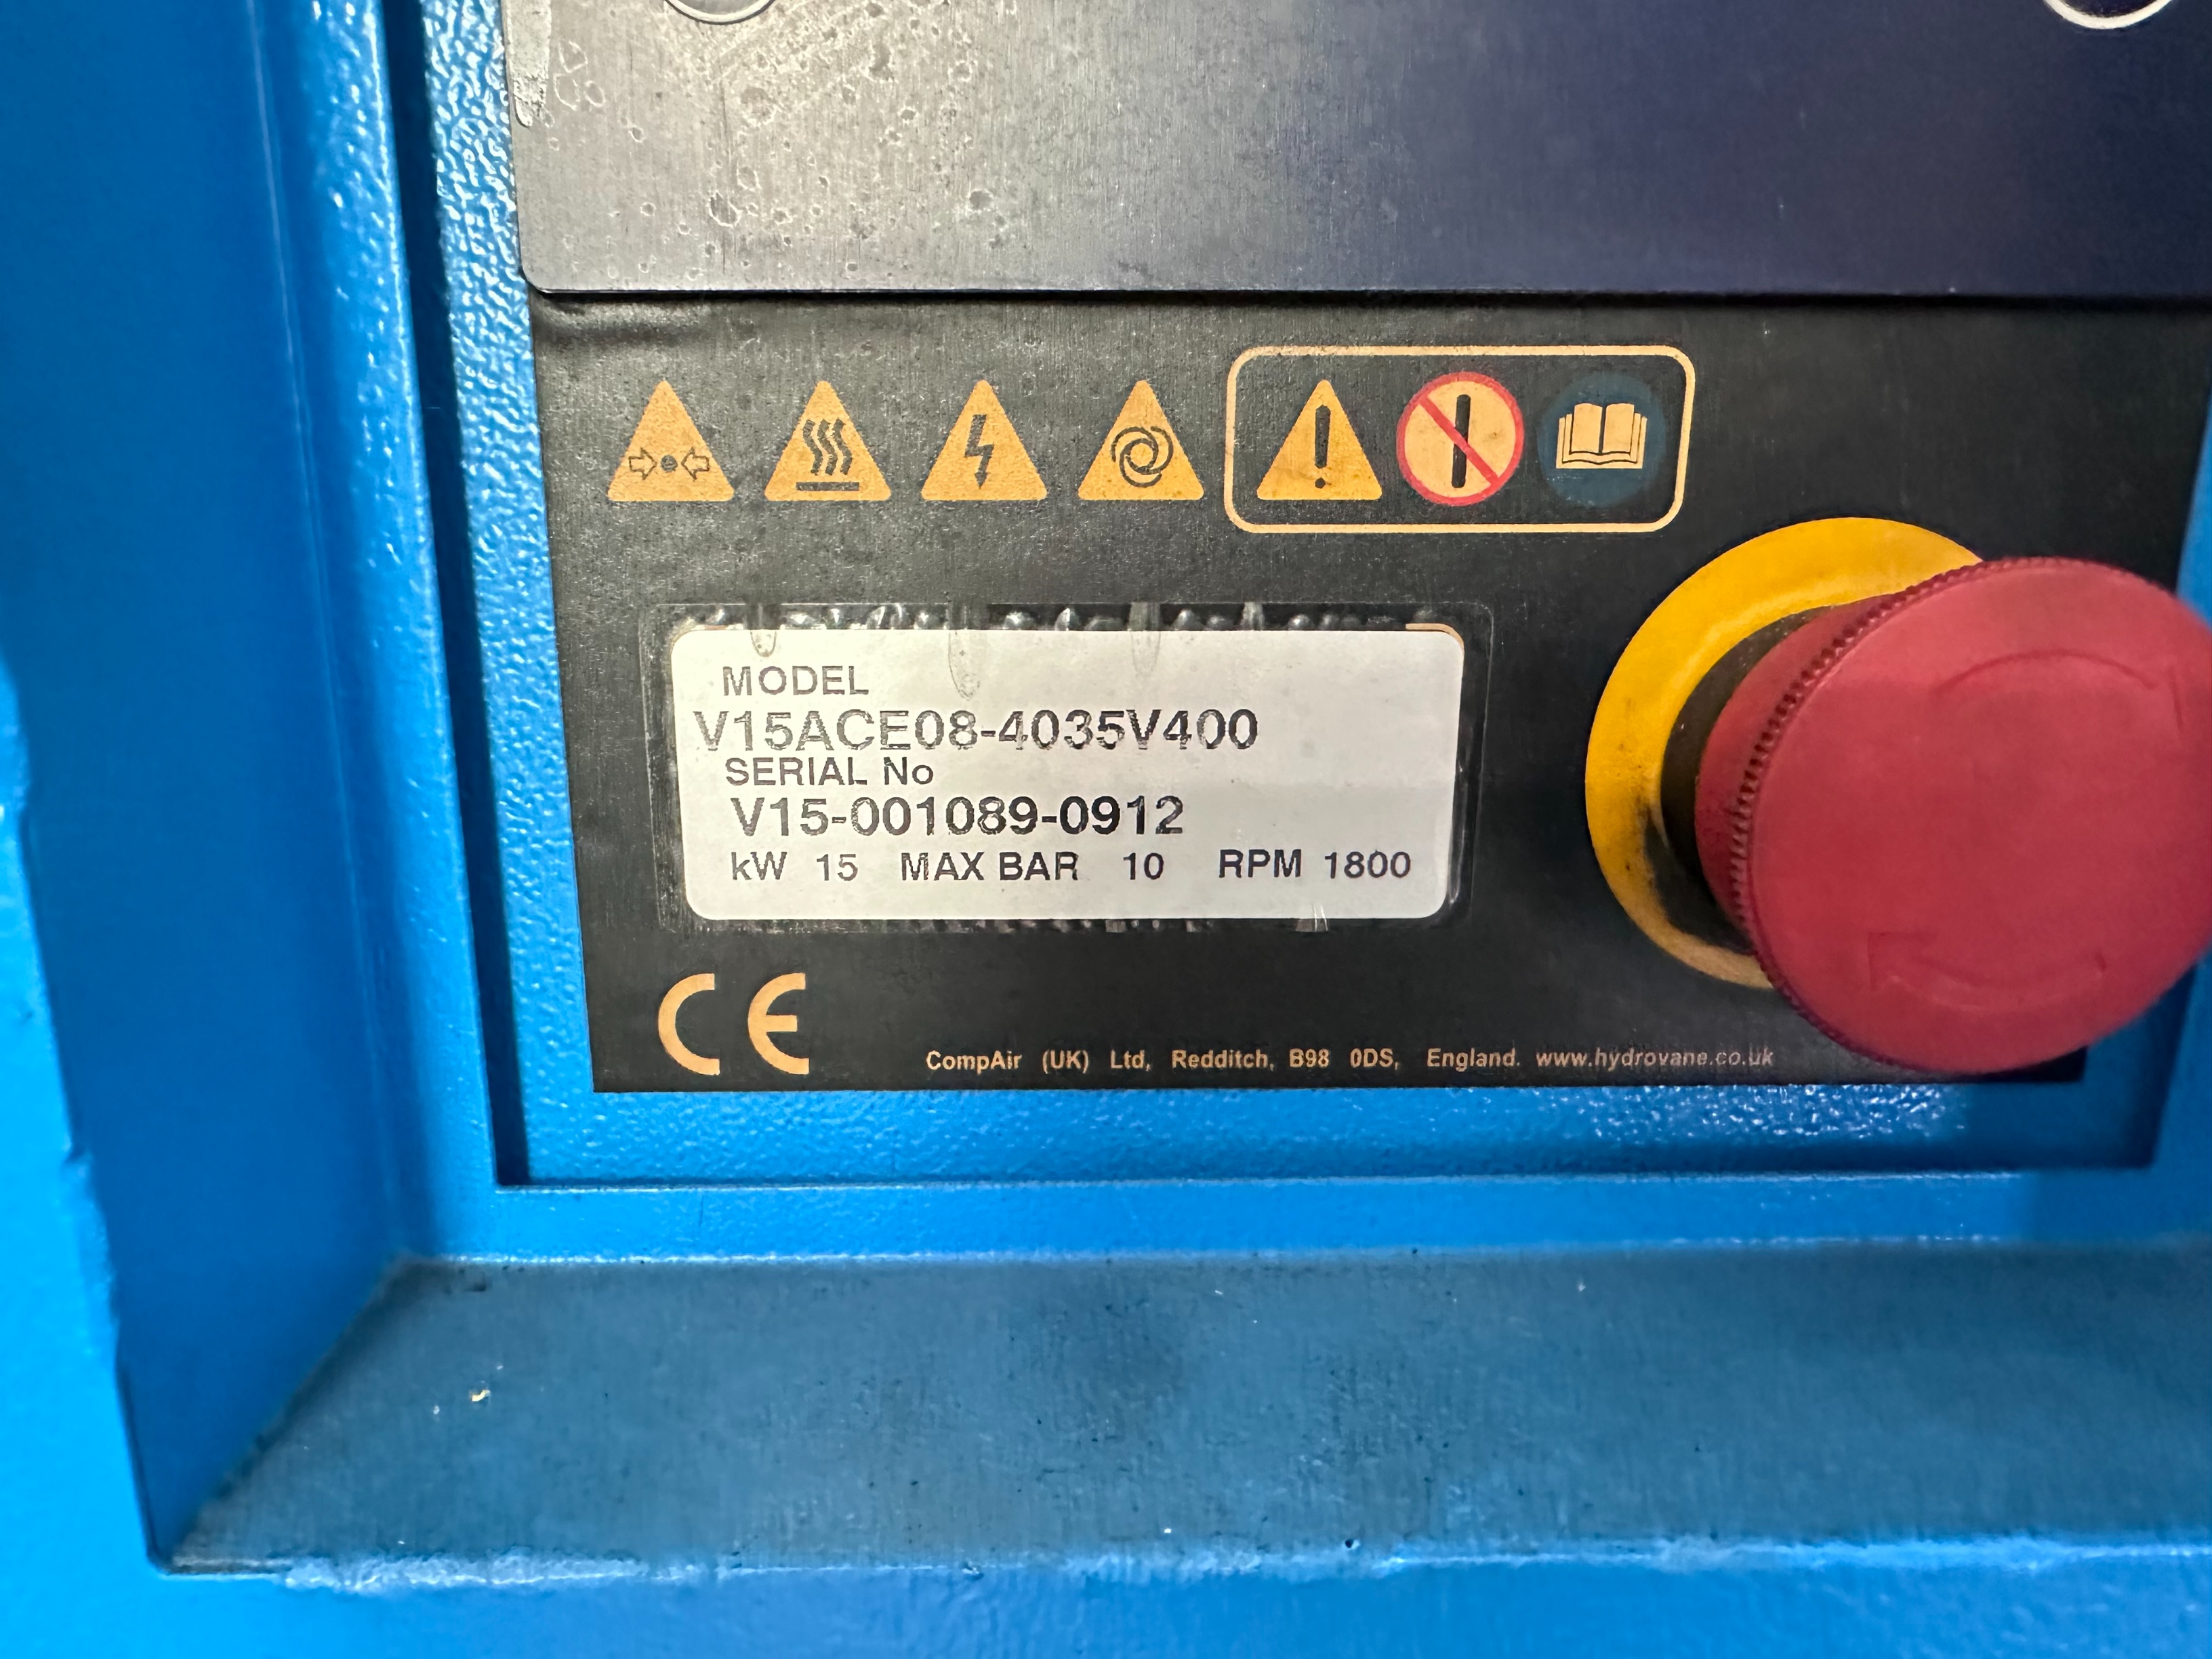 MODEL
V15ACE08-4035V400
SERIAL No
V15-001089-0912
kW 15 MAX BAR 10 RPM 1800
CE
CompAir (UK) Ltd, Redditch, B98 0DS, England. www.hydrovane.co.uk